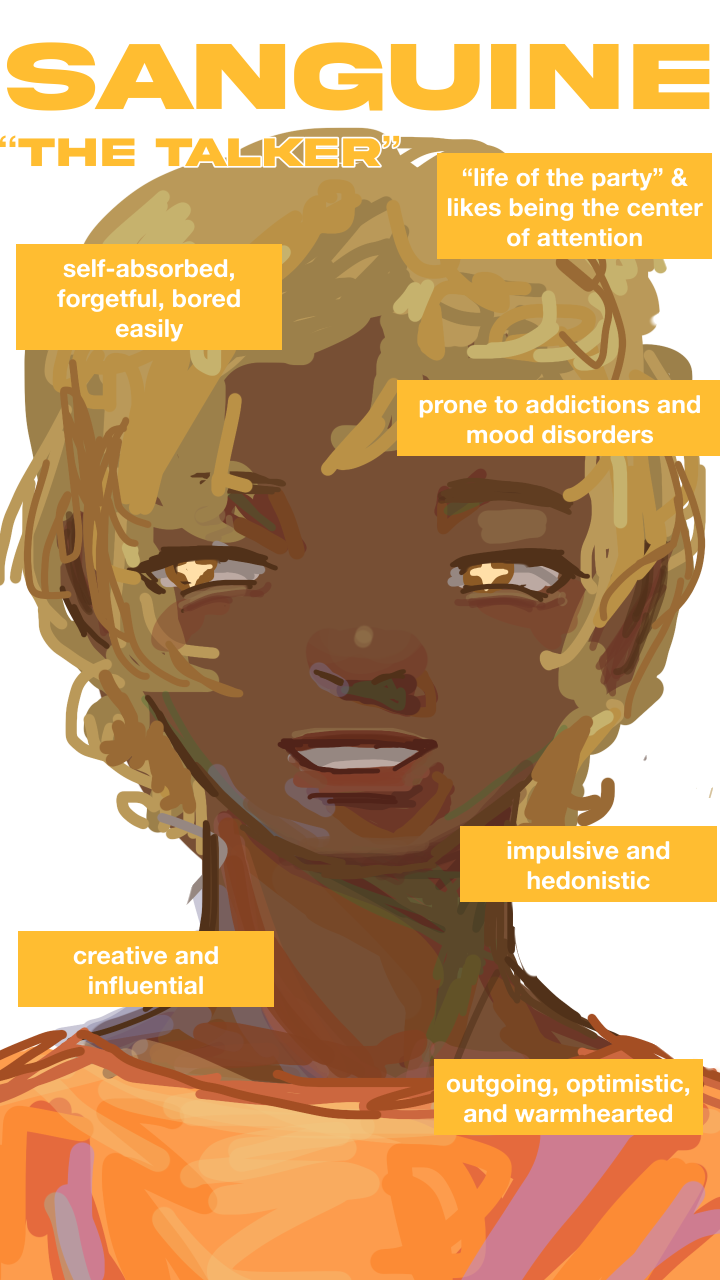 SANGUINE
“THE TALKER”
“life of the party” &
likes being the center
of attention
self-absorbed,
forgetful, bored
easily
prone to addictions and
mood disorders
impulsive and
hedonistic
creative and
influential
outgoing, optimistic,
and warmhearted